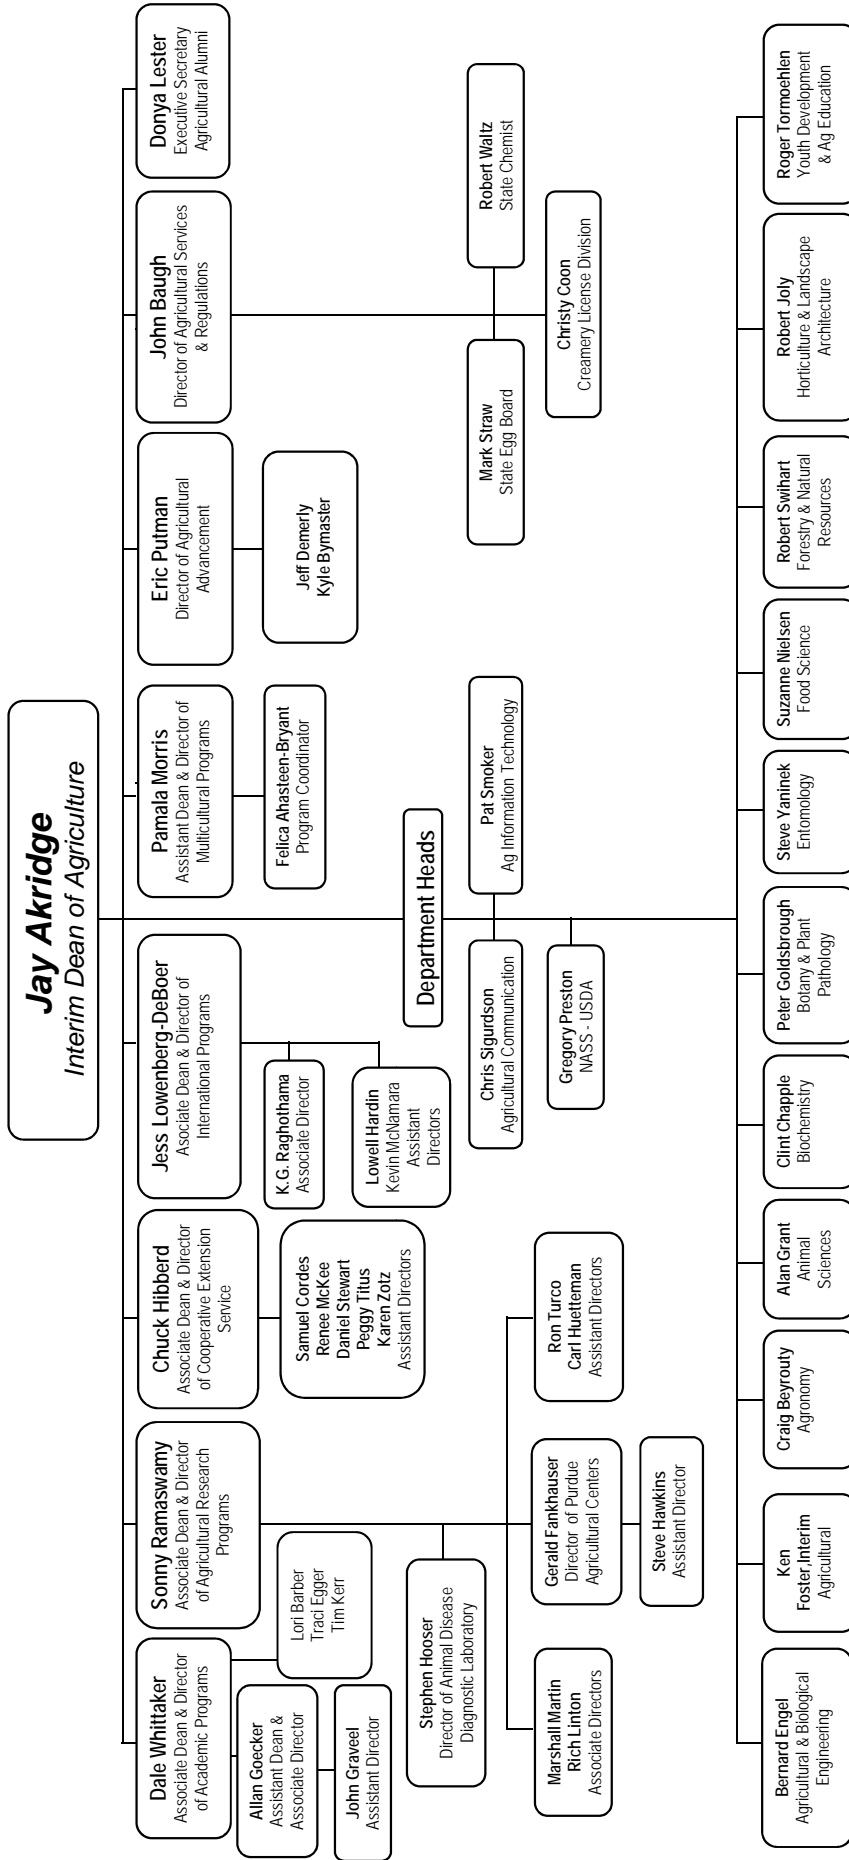 Jay Akridge
Interim Dean of Agriculture
Dale Whittaker
Associate Dean & Director
of Academic Programs
Sonny Ramaswamy
Associate Dean & Director
of Agricultural Research
Programs
Chuck Hibberd
Associate Dean & Director
of Cooperative Extension
Service
Jess Lowenberg-DeBoer
Asociate Dean & Director of
International Programs
Pamala Morris
Assistant Dean & Director of
Multicultural Programs
Eric Putman
Director of Agricultural
Advancement
John Baugh
Director of Agricultural Services
& Regulations
Donya Lester
Executive Secretary
Agricultural Alumni
Allan Goecker
Assistant Dean &
Associate Director
Lori Barber
Traci Egger
Tim Kerr
John Graveel
Assistant Director
Samuel Cordes
Renee McKee
Daniel Stewart
Peggy Titus
Karen Zotz
Assistant Directors
K.G. Raghothama
Associate Director
Lowell Hardin
Kevin McNamara
Assistant
Directors
Felica Ahasteen-Bryant
Program Coordinator
Jeff Demerly
Kyle Bymaster
Department Heads
Stephen Hooser
Director of Animal Disease
Diagnostic Laboratory
Chris Sigurdson
Agricultural Communication
Pat Smoker
Ag Information Technology
Mark Straw
State Egg Board
Robert Waltz
State Chemist
Marshall Martin
Rich Linton
Associate Directors
Gerald Fankhauser
Director of Purdue
Agricultural Centers
Ron Turco
Carl Huetteman
Assistant Directors
Gregory Preston
NASS - USDA
Christy Coon
Creamery License Division
Steve Hawkins
Assistant Director
Bernard Engel
Agricultural & Biological
Engineering
Ken
Foster,Interim
Agricultural
Craig Beyrouty
Agronomy
Alan Grant
Animal
Sciences
Clint Chapple
Biochemistry
Peter Goldsbrough
Botany & Plant
Pathology
Steve Yaninek
Entomology
Suzanne Nielsen
Food Science
Robert Swihart
Forestry & Natural
Resources
Robert Joly
Horticulture & Landscape
Architecture
Roger Tormoehlen
Youth Development
& Ag Education